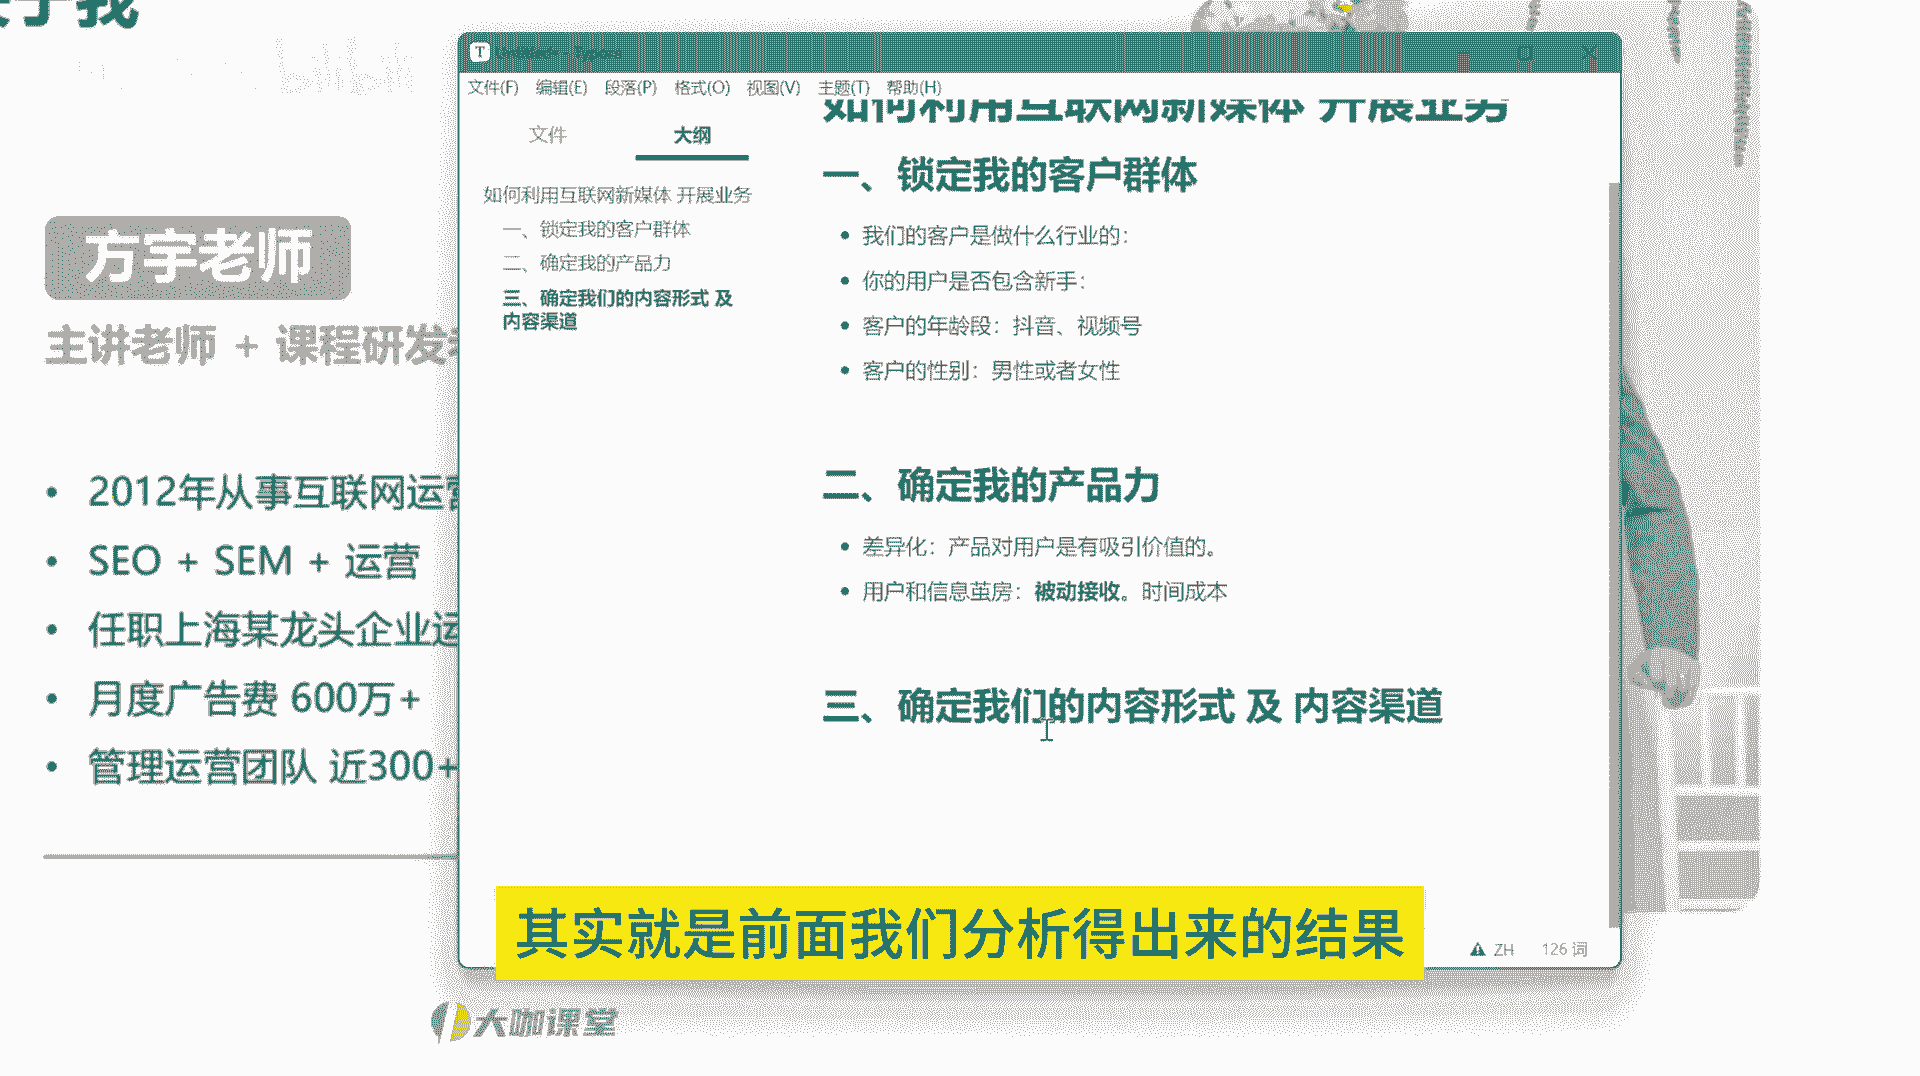 于我
bilibili
方宇老师
主讲老师 + 课程研发
2012年从事互联网运营
SEO + SEM + 运营
任职上海某龙头企业运
月度广告费 600万+
管理运营团队 近300+
文件(F) 编辑(E) 段落(P) 格式(O) 视图(V) 主题(T) 帮助(H)
文件 大纲
如何利用互联网新媒体 开展业务
一、锁定我的客户群体
二、确定我的产品力
三、确定我们的内容形式 及
内容渠道
如何利用互联网新媒体 开展业务
一、锁定我的客户群体
我们的客户是做什么行业的：
你的用户是否包含新手：
客户的年龄段：抖音、视频号
客户的性别：男性或者女性
二、确定我的产品力
差异化：产品对用户是有吸引价值的。
用户和信息茧房：被动接收。时间成本
三、确定我们的内容形式 及 内容渠道
其实就是前面我们分析得出来的结果
ZH 126 词
大咖课堂